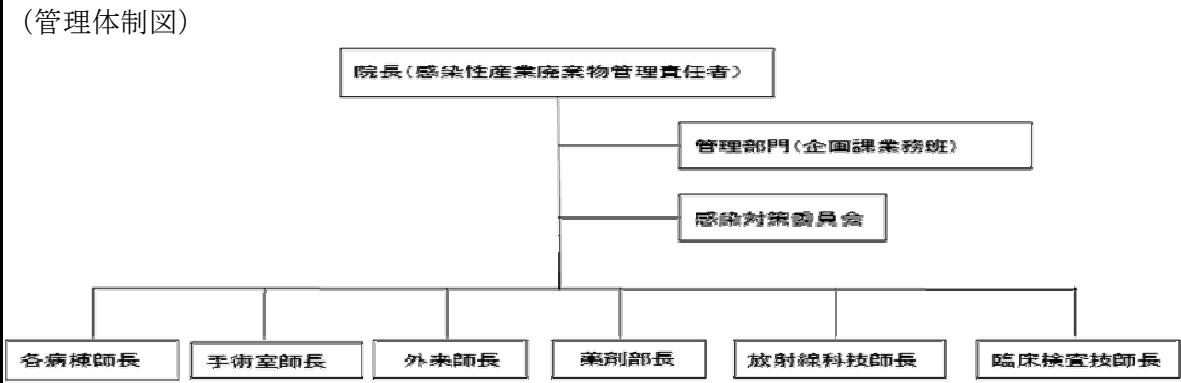 (管理体制図)
院長(感染性産業廃棄物管理責任者)
管理部門(企画課業務班)
感染対策委員会
各病棟師長
手術室師長
外来師長
薬剤部長
放射線科技師長
臨床検査技師長